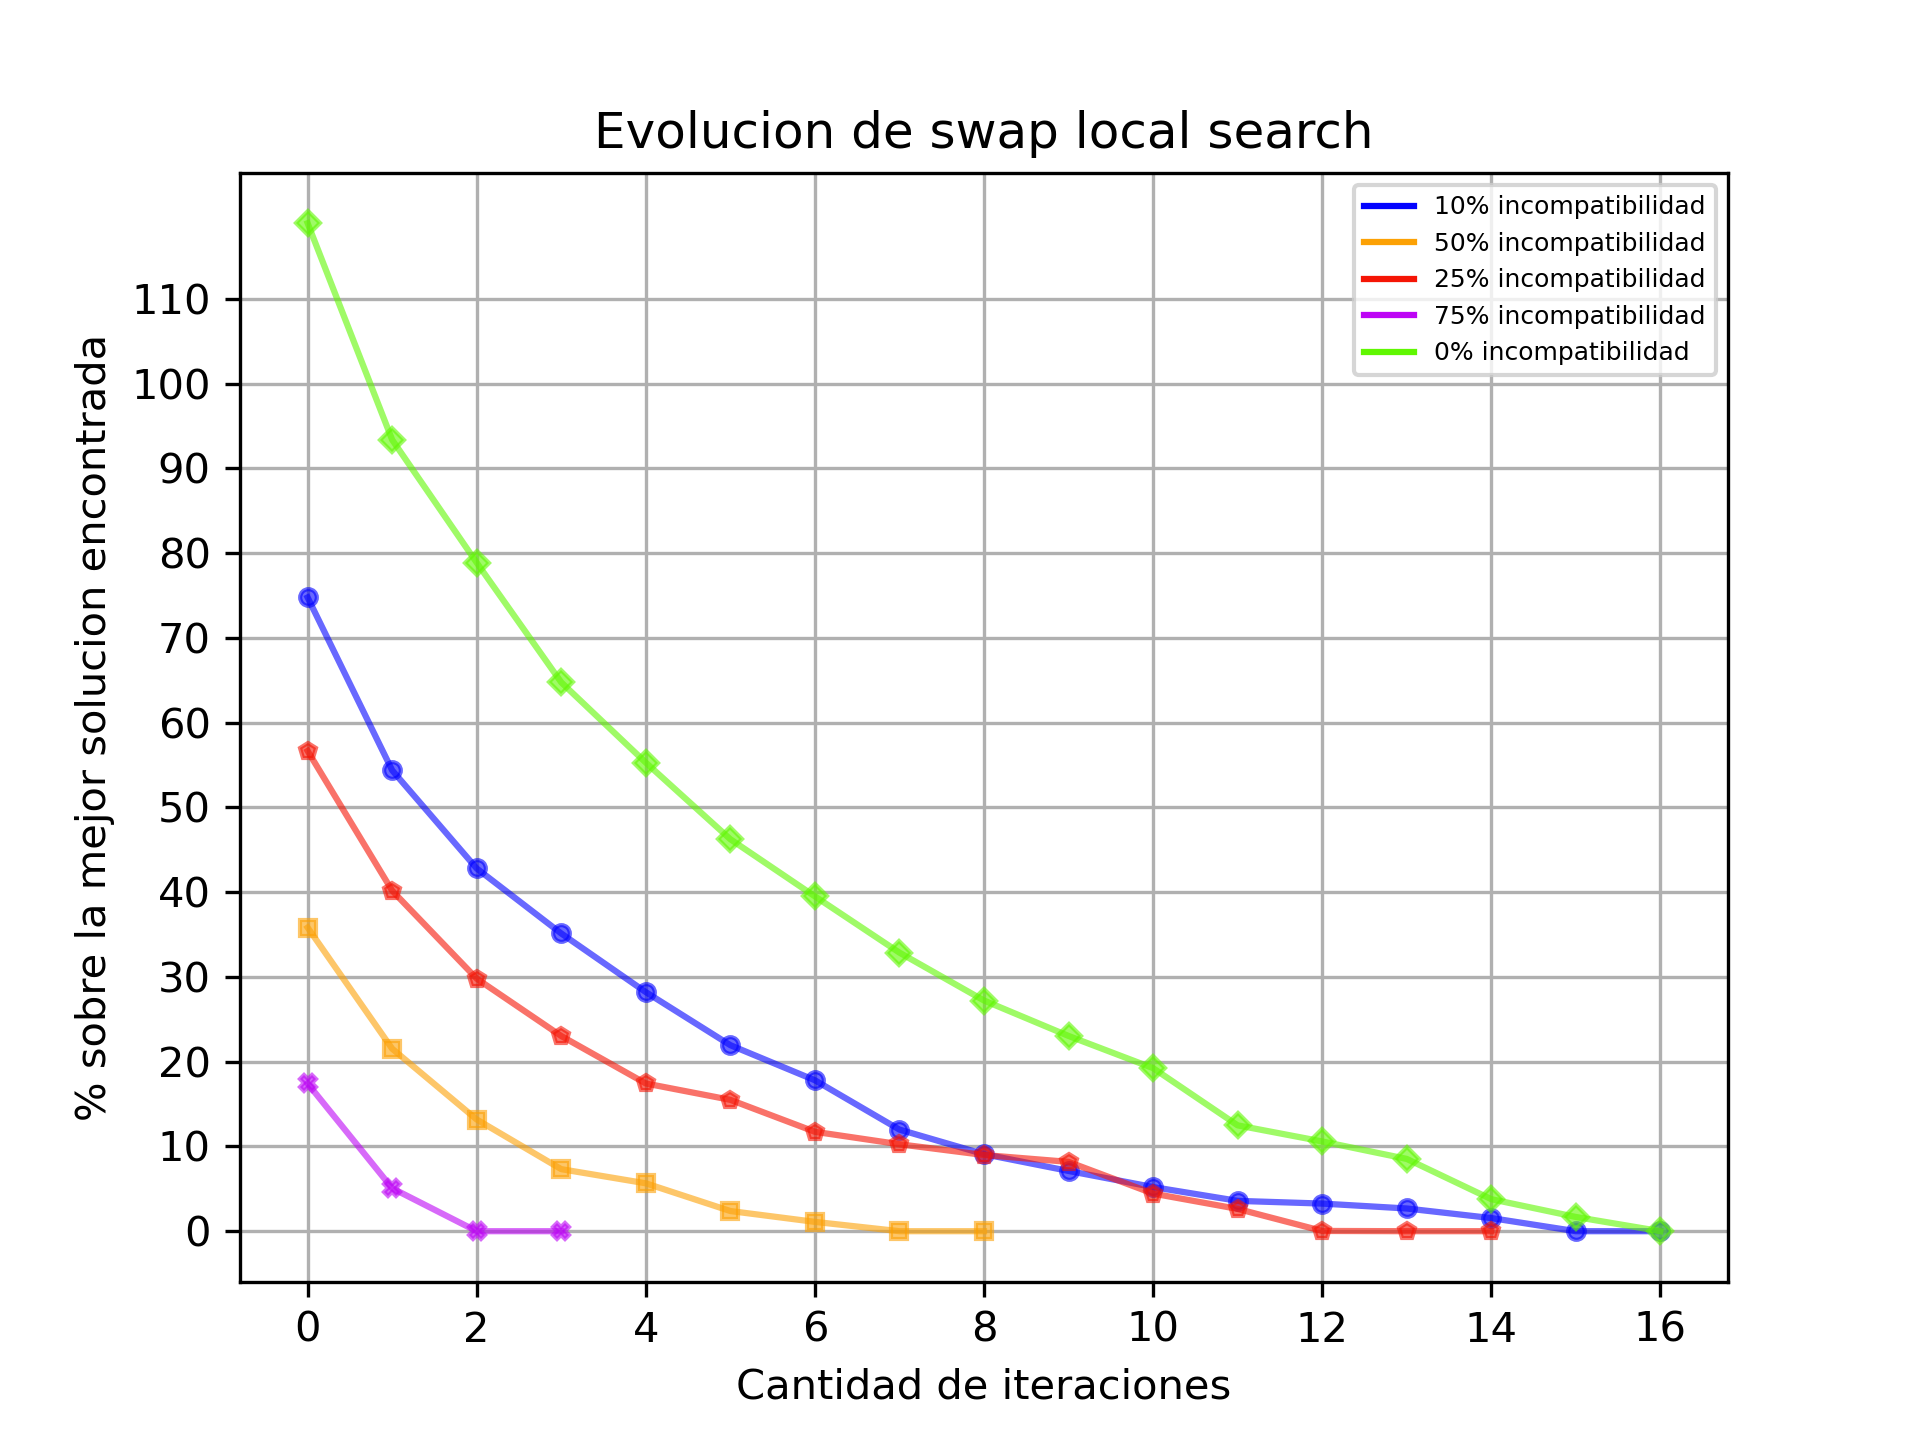 Evolucion de swap local search
10% incompatibilidad
50% incompatibilidad
25% incompatibilidad
75% incompatibilidad
0% incompatibilidad
% sobre la mejor solucion encontrada
110
100
90
80
70
60
50
40
30
20
10
0
0 2 4 6 8 10 12 14 16
Cantidad de iteraciones